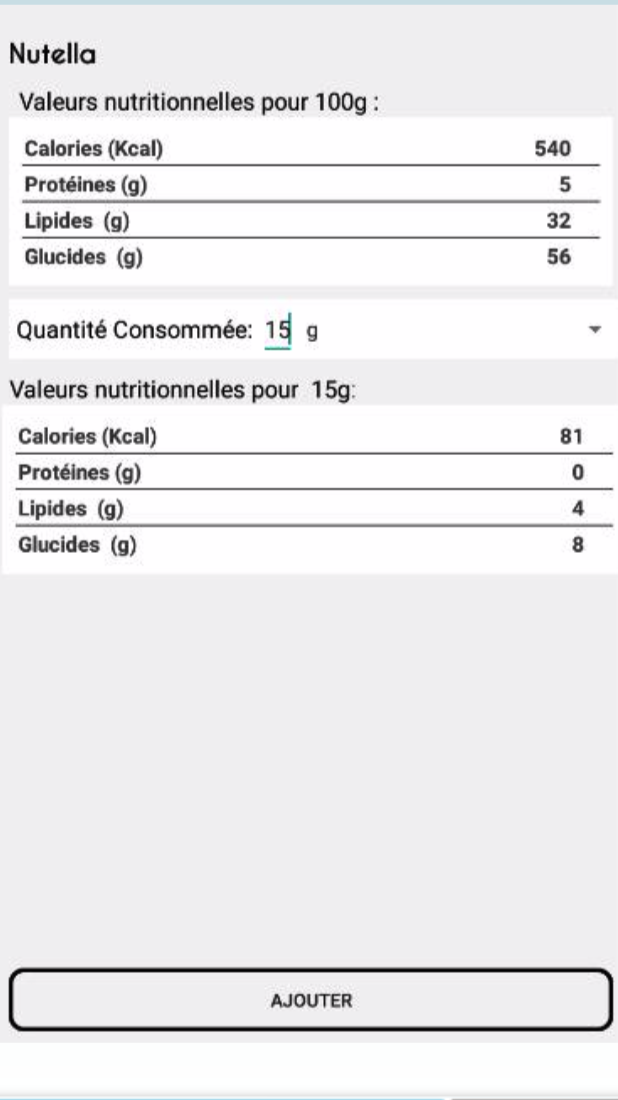 Nutella
Valeurs nutritionnelles pour 100g :
Calories (Kcal) 540
Protéines (g) 5
Lipides (g) 32
Glucides (g) 56
Quantité Consommée: 15 g
Valeurs nutritionnelles pour 15g:
Calories (Kcal) 81
Protéines (g) 0
Lipides (g) 4
Glucides (g) 8
AJOUTER